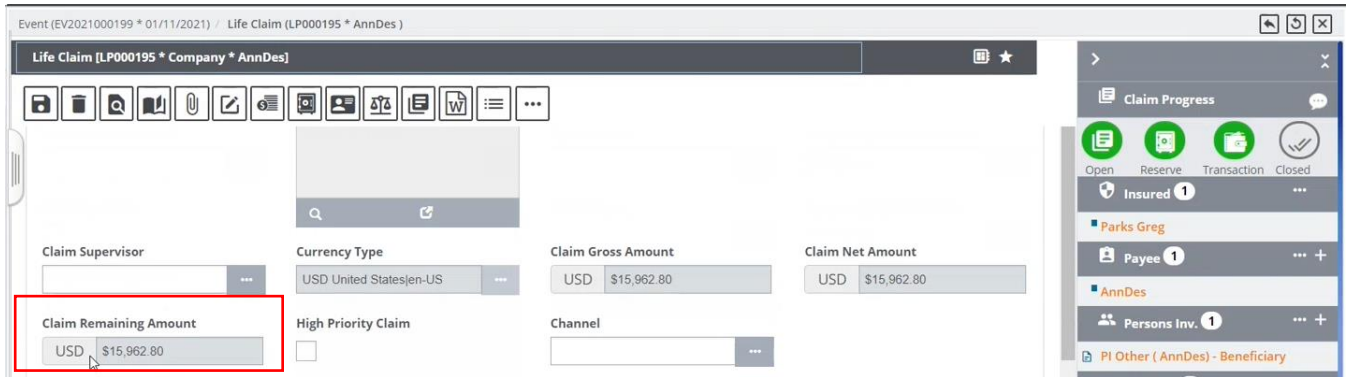 Event (EV2021000199 * 01/11/2021) / Life Claim (LP000195 * AnnDes )
Life Claim [LP000195 * Company * AnnDes]
Claim Progress
Open Reserve Transaction Closed
Insured 1
Parks Greg
Payee 1
AnnDes
Persons Inv. 1
PI Other ( AnnDes) - Beneficiary
Claim Supervisor Currency Type Claim Gross Amount Claim Net Amount
USD United States|en-US USD $15,962.80 USD $15,962.80
Claim Remaining Amount High Priority Claim Channel
USD $15,962.80